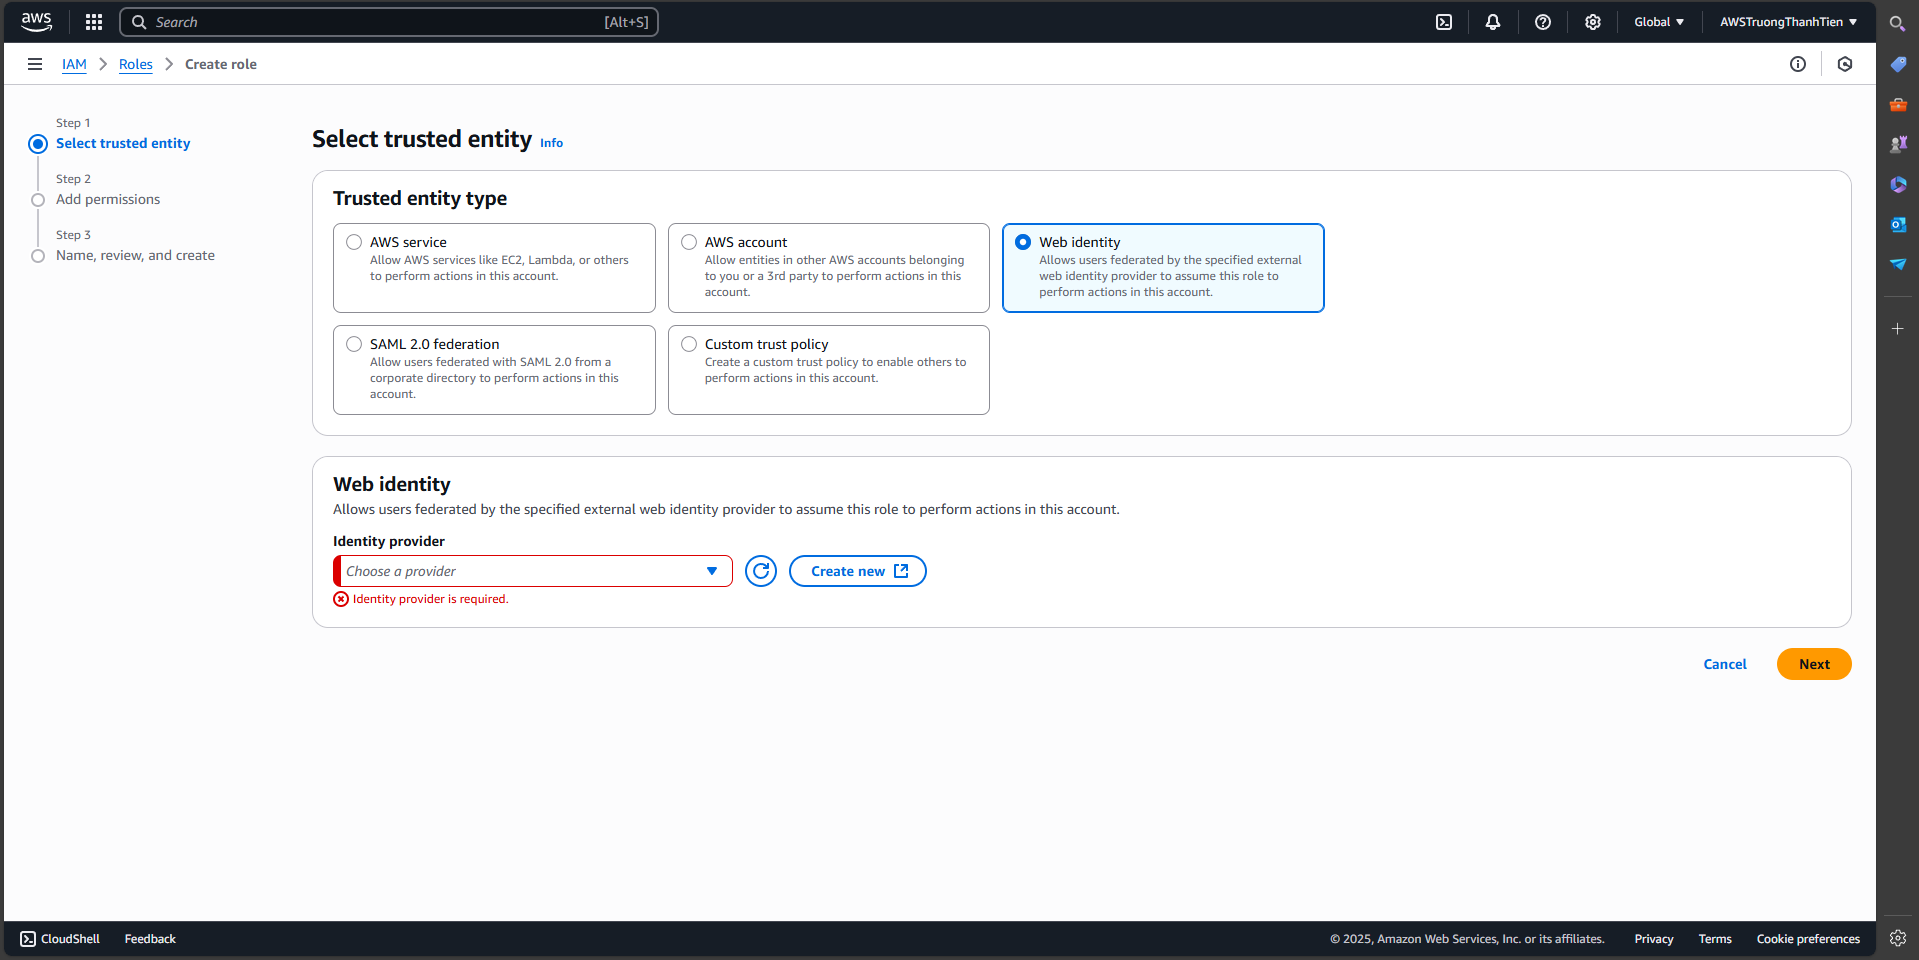 aws
Search
[Alt+S]
Global
AWSTruongThanhTien
IAM
Roles
Create role
Step 1
Select trusted entity
Step 2
Add permissions
Step 3
Name, review, and create
Select trusted entity Info
Trusted entity type
AWS service
Allow AWS services like EC2, Lambda, or others
to perform actions in this account.
AWS account
Allow entities in other AWS accounts belonging
to you or a 3rd party to perform actions in this
account.
Web identity
Allows users federated by the specified external
web identity provider to assume this role to
perform actions in this account.
SAML 2.0 federation
Allow users federated with SAML 2.0 from a
corporate directory to perform actions in this
account.
Custom trust policy
Create a custom trust policy to enable others to
perform actions in this account.
Web identity
Allows users federated by the specified external web identity provider to assume this role to perform actions in this account.
Identity provider
Choose a provider
Create new
Identity provider is required.
Cancel
Next
CloudShell
Feedback
© 2025, Amazon Web Services, Inc. or its affiliates.
Privacy
Terms
Cookie preferences